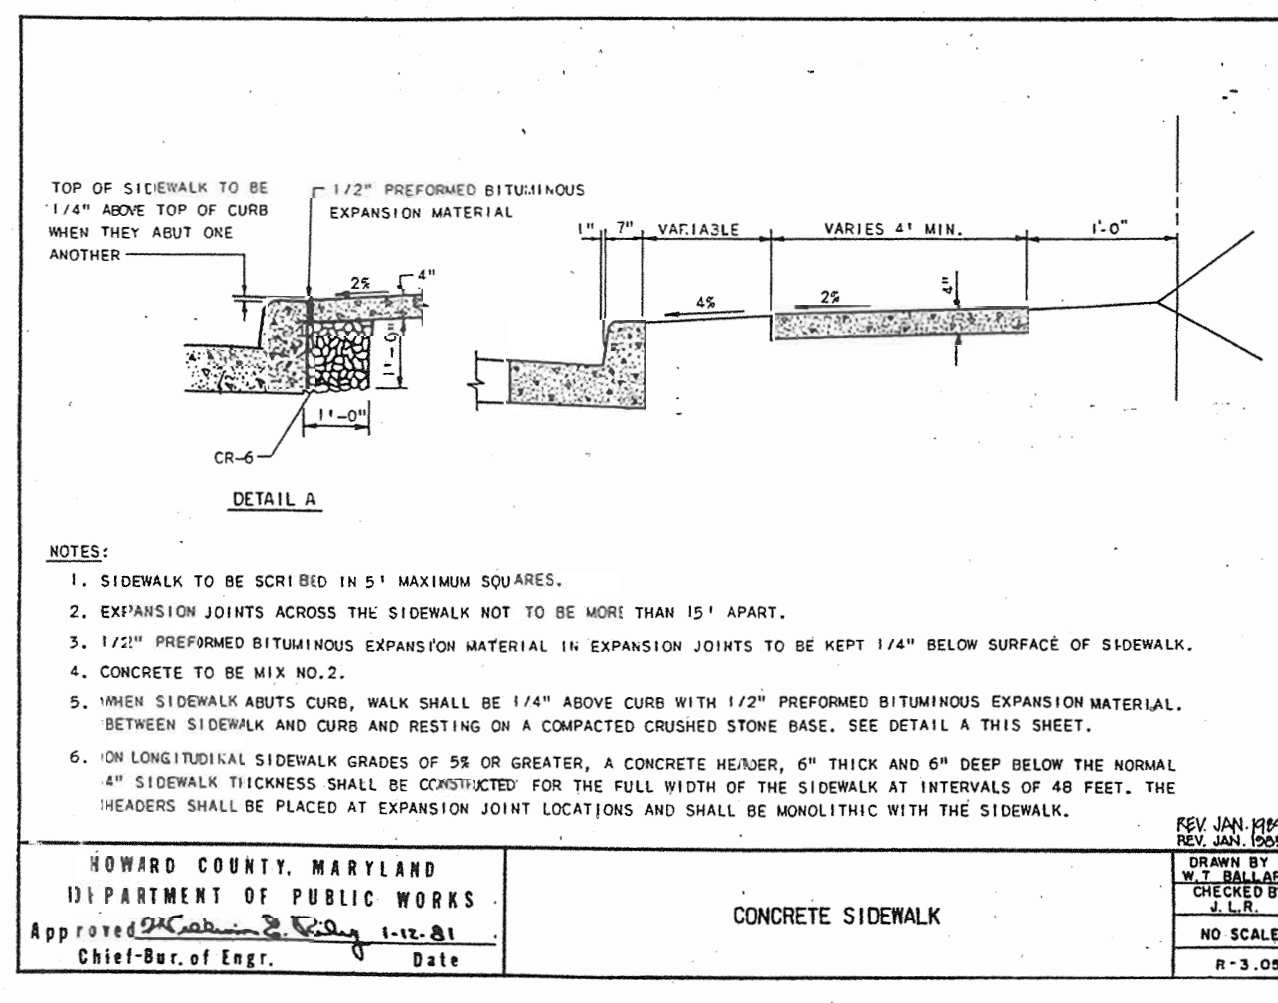 TOP OF SIDEWALK TO BE
1/4" ABOVE TOP OF CURB
WHEN THEY ABUT ONE
ANOTHER
1/2" PREFORMED BITUMINOUS
EXPANSION MATERIAL
2%
4"
1'-0"
CR-6
DETAIL A
1"
7"
VARIABLE
VARIES 4' MIN.
1'-0"
4%
2%
4"
NOTES:
1. SIDEWALK TO BE SCRIBED IN 5' MAXIMUM SQUARES.
2. EXPANSION JOINTS ACROSS THE SIDEWALK NOT TO BE MORE THAN 15' APART.
3. 1/2" PREFORMED BITUMINOUS EXPANSION MATERIAL IN EXPANSION JOINTS TO BE KEPT 1/4" BELOW SURFACE OF SIDEWALK.
4. CONCRETE TO BE MIX NO.2.
5. WHEN SIDEWALK ABUTS CURB, WALK SHALL BE 1/4" ABOVE CURB WITH 1/2" PREFORMED BITUMINOUS EXPANSION MATERIAL.
BETWEEN SIDEWALK AND CURB AND RESTING ON A COMPACTED CRUSHED STONE BASE. SEE DETAIL A THIS SHEET.
6. ON LONGITUDINAL SIDEWALK GRADES OF 5% OR GREATER, A CONCRETE HEADER, 6" THICK AND 6" DEEP BELOW THE NORMAL
4" SIDEWALK THICKNESS SHALL BE CONSTRUCTED FOR THE FULL WIDTH OF THE SIDEWALK AT INTERVALS OF 48 FEET. THE
HEADERS SHALL BE PLACED AT EXPANSION JOINT LOCATIONS AND SHALL BE MONOLITHIC WITH THE SIDEWALK.
REV. JAN. 198
REV. JAN. 198
HOWARD COUNTY, MARYLAND
DEPARTMENT OF PUBLIC WORKS
Approved 1-12-81
Chief-Bur. of Engr. Date
CONCRETE SIDEWALK
DRAWN BY
W.T. BALLAR
CHECKED B
J.L.R.
NO SCALE
R-3.05